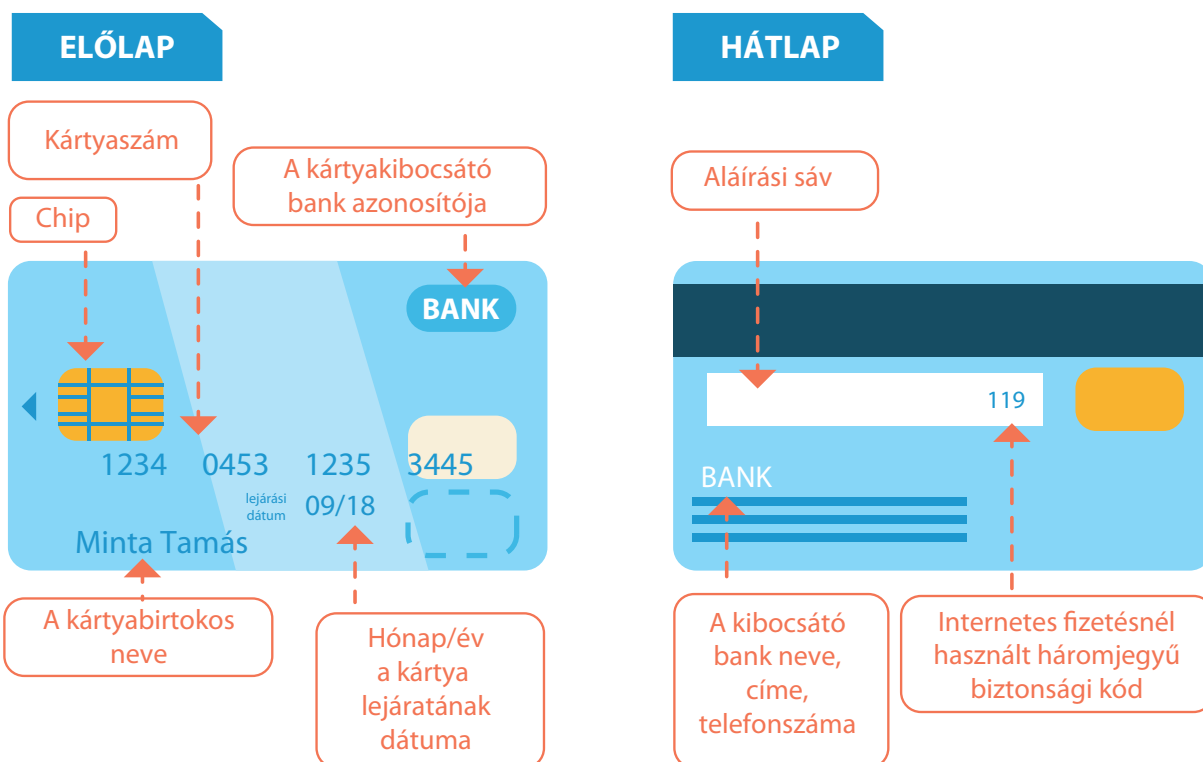 ELŐLAP
HÁTLAP
Kártyaszám
A kártyakibocsátó
bank azonosítója
Aláírási sáv
Chip
BANK
119
1234 0453 1235 3445
BANK
lejárási
dátum
09/18
Minta Tamás
A kártyabirtokos
neve
Hónap/év
a kártya
lejáratának
dátuma
A kibocsátó
bank neve,
címe,
telefonszáma
Internetes fizetésnél
használt háromjegyű
biztonsági kód